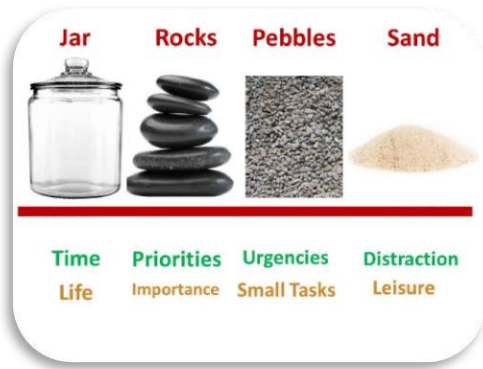 Jar Rocks Pebbles Sand
Time Priorities Urgencies Distraction
Life Importance Small Tasks Leisure